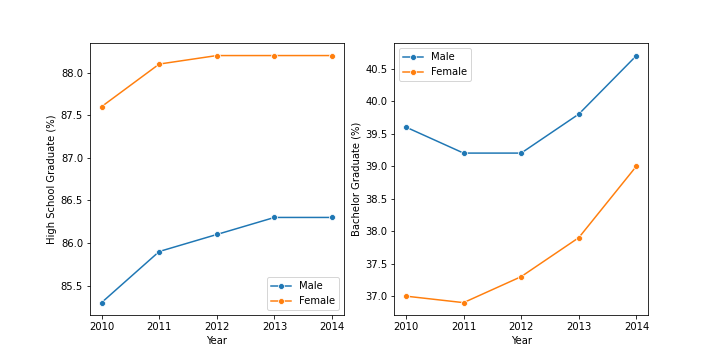 High School Graduate (%)
88.0
87.5
87.0
86.5
86.0
85.5
2010 2011 2012 2013 2014
Year
Male
Female
Bachelor Graduate (%)
40.5
40.0
39.5
39.0
38.5
38.0
37.5
37.0
2010 2011 2012 2013 2014
Year
Male
Female